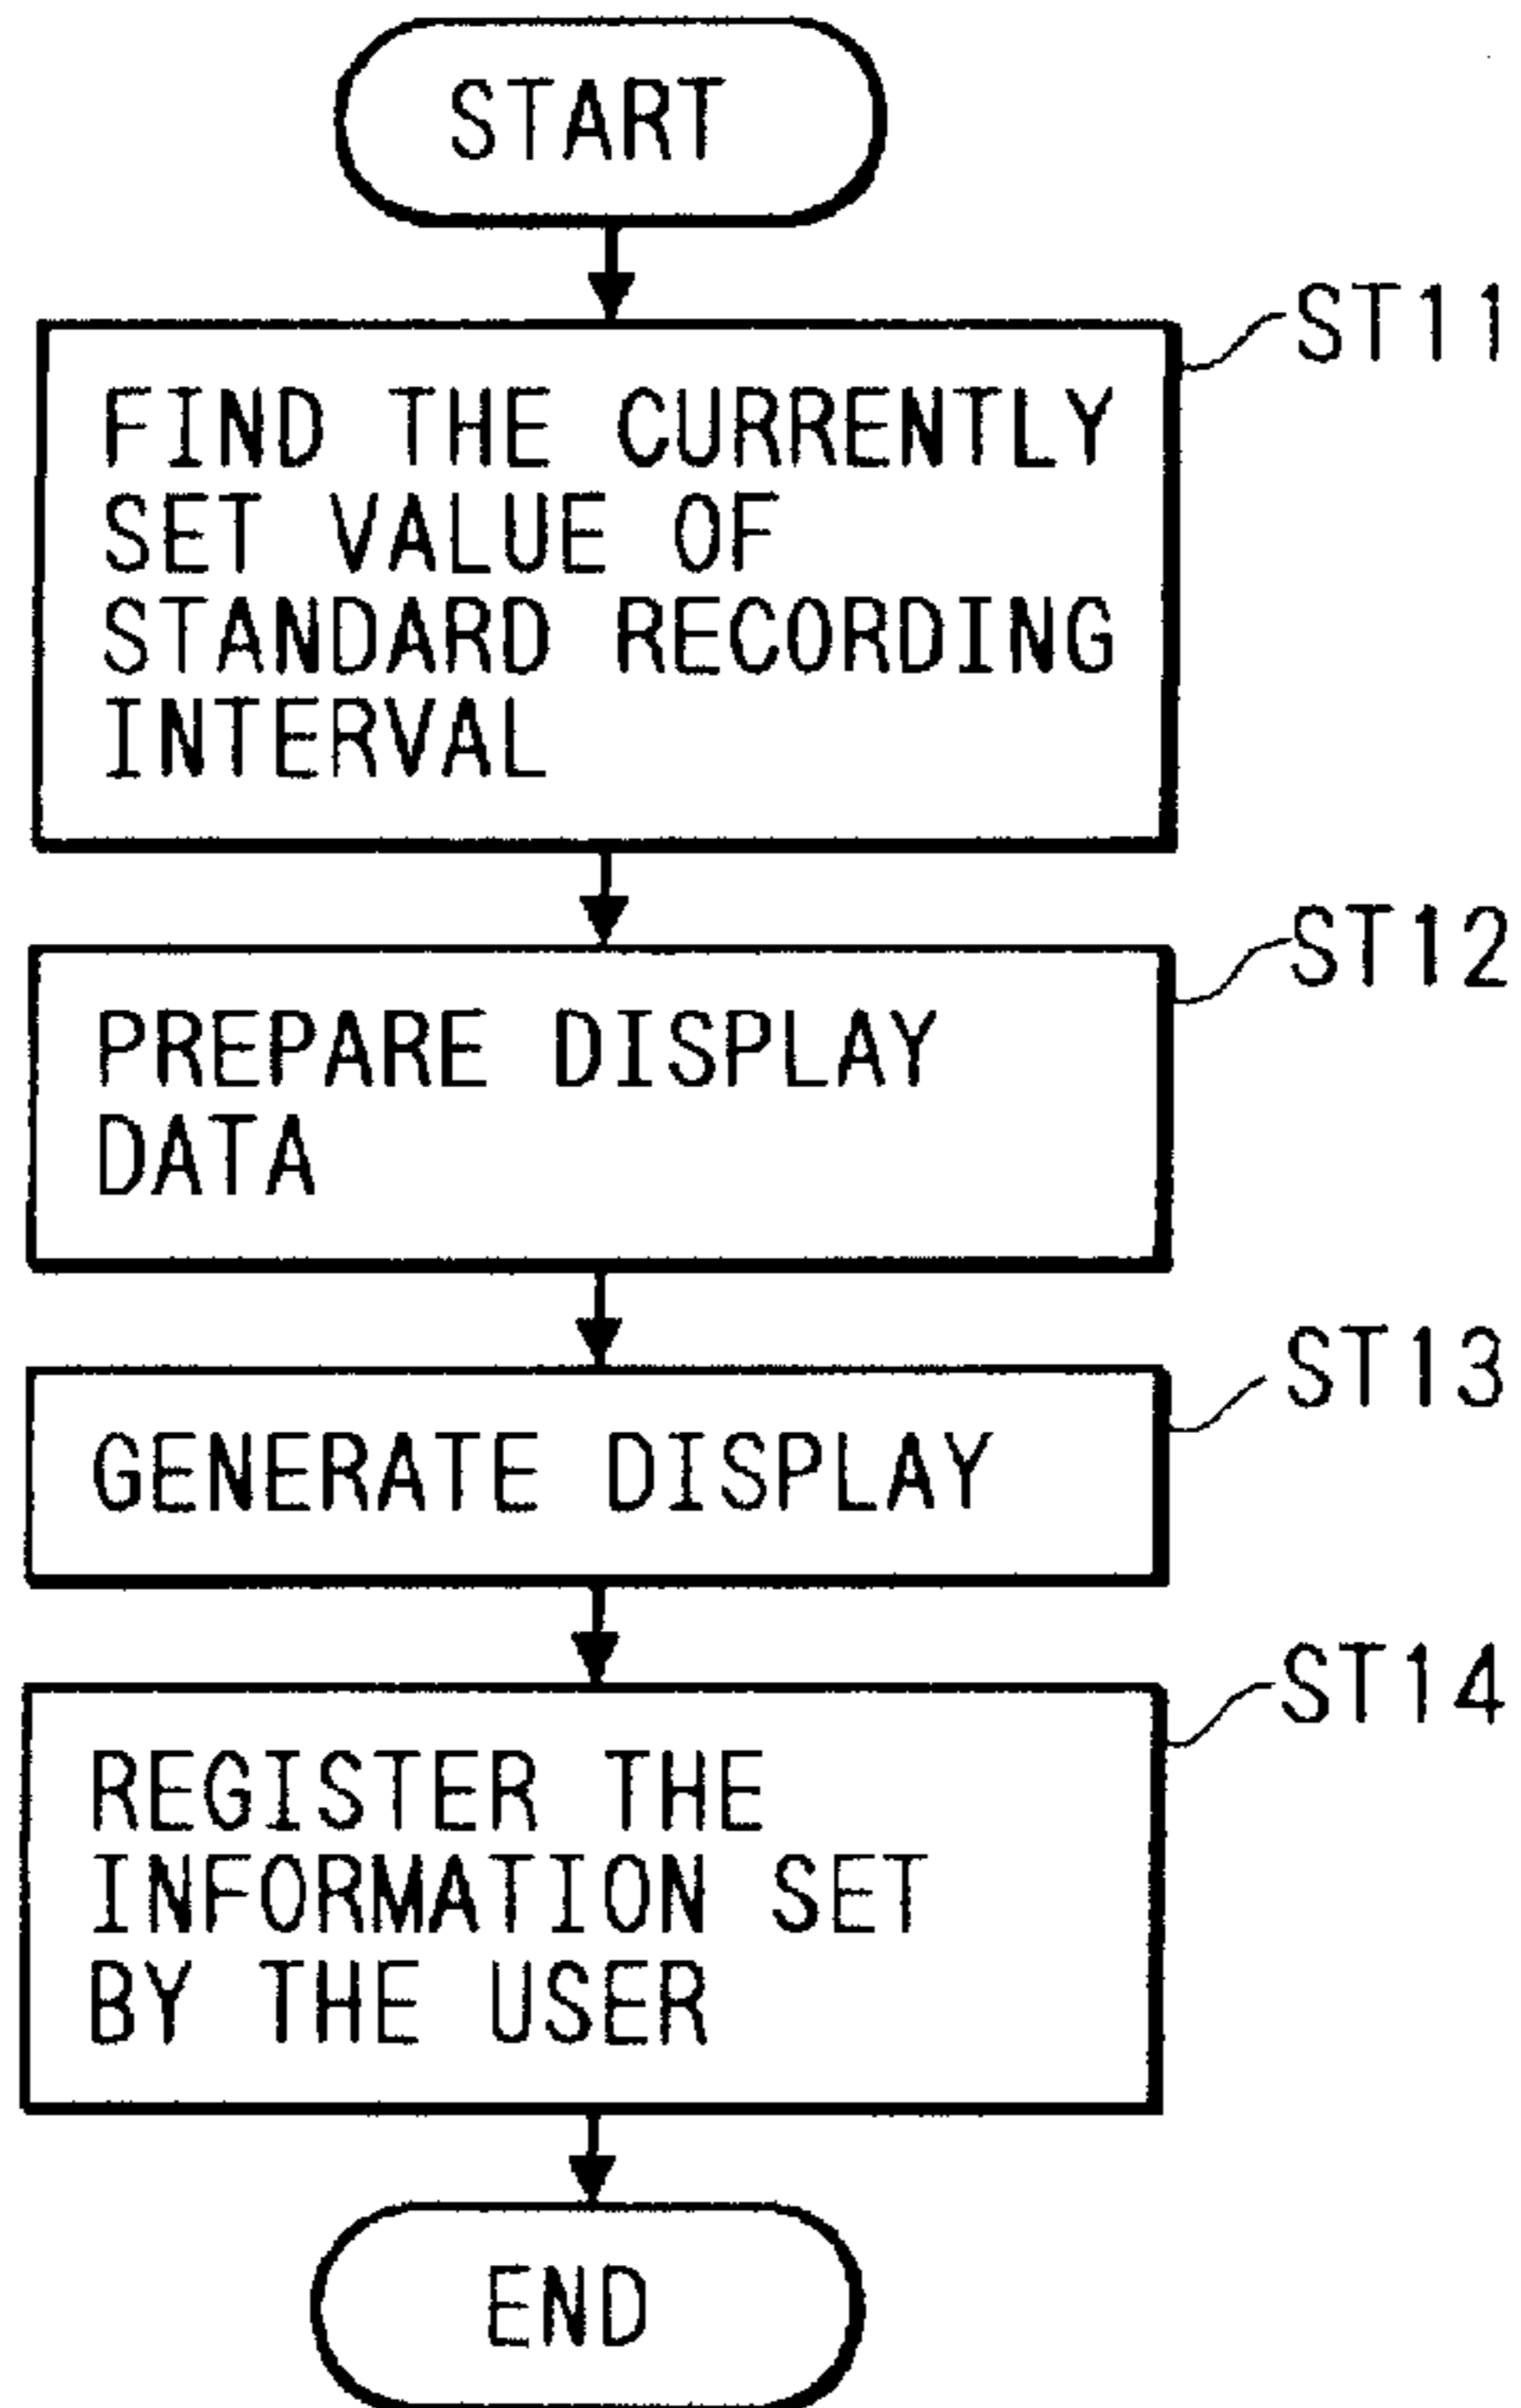 START
ST11
FIND THE CURRENTLY
SET VALUE OF
STANDARD RECORDING
INTERVAL
ST12
PREPARE DISPLAY
DATA
ST13
GENERATE DISPLAY
ST14
REGISTER THE
INFORMATION SET
BY THE USER
END